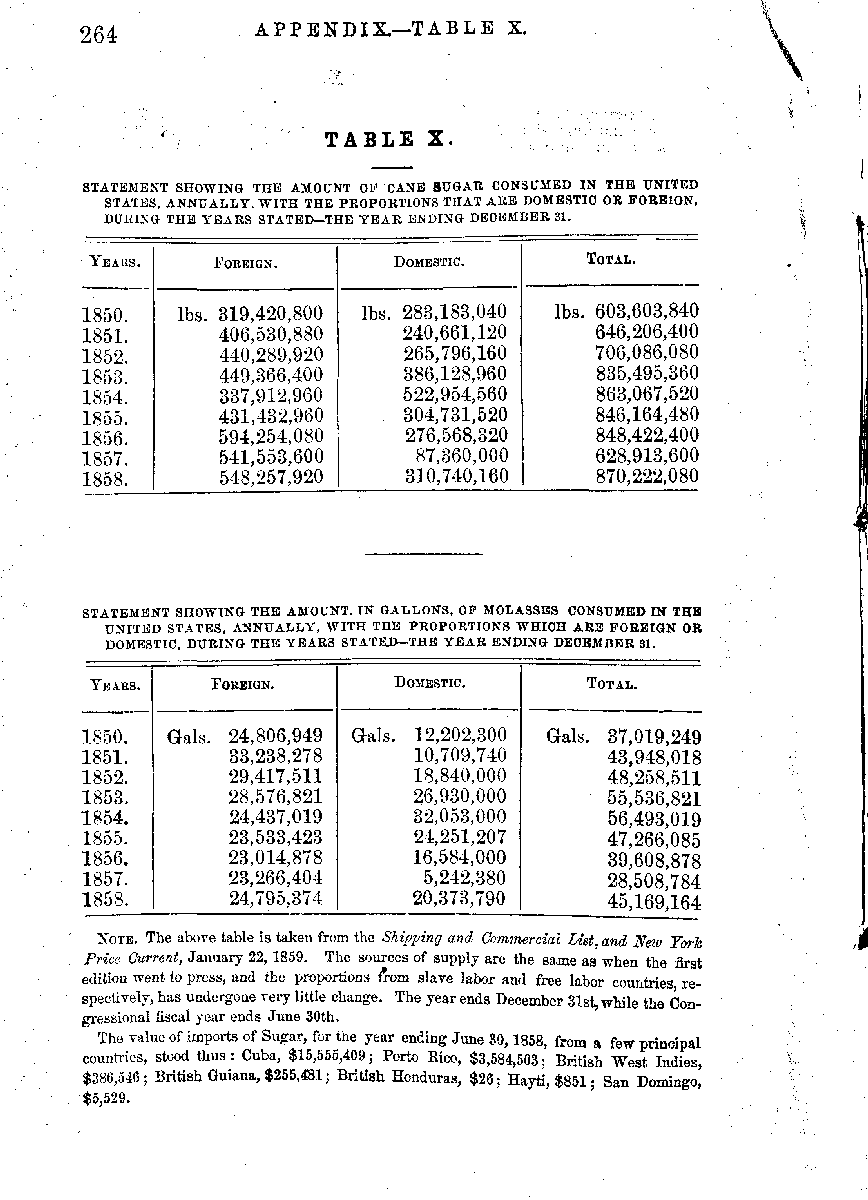 264 APPENDIX.—TABLE X.
TABLE X.
STATEMENT SHOWING THE AMOUNT OF CANE SUGAR CONSUMED IN THE UNITED
STATES, ANNUALLY, WITH THE PROPORTIONS THAT ARE DOMESTIC OR FOREIGN,
DURING THE YEARS STATED—THE YEAR ENDING DECEMBER 31.
YEARS. FOREIGN. DOMESTIC. TOTAL.
1850. lbs. 319,420,800 lbs. 283,183,040 lbs. 603,603,840
1851. 406,530,880 240,661,120 646,206,400
1852. 440,289,920 265,796,160 706,086,080
1853. 449,366,400 386,128,960 835,495,360
1854. 337,912,960 522,954,560 863,067,520
1855. 431,432,960 304,731,520 846,164,480
1856. 594,254,080 276,568,320 848,422,400
1857. 541,553,600 87,360,000 628,913,600
1858. 548,257,920 310,740,160 870,222,080
STATEMENT SHOWING THE AMOUNT, IN GALLONS, OF MOLASSES CONSUMED IN THE
UNITED STATES, ANNUALLY, WITH THE PROPORTIONS WHICH ARE FOREIGN OR
DOMESTIC, DURING THE YEARS STATED—THE YEAR ENDING DECEMBER 31.
YEARS. FOREIGN. DOMESTIC. TOTAL.
1850. Gals. 24,806,949 Gals. 12,202,300 Gals. 37,019,249
1851. 33,238,278 10,709,740 43,948,018
1852. 29,417,511 18,840,000 48,258,511
1853. 28,576,821 26,930,000 55,536,821
1854. 24,437,019 32,053,000 56,493,019
1855. 23,533,423 24,251,207 47,266,085
1856. 23,014,878 16,584,000 39,608,878
1857. 23,266,404 5,242,380 28,508,784
1858. 24,795,374 20,373,790 45,169,164
NOTE. The above table is taken from the Shipping and Commercial List, and New York
Price Current, January 22, 1859. The sources of supply are the same as when the first
edition went to press, and the proportions from slave labor and free labor countries, re-
spectively, has undergone very little change. The year ends December 31st, while the Con-
gressional fiscal year ends June 30th.
The value of imports of Sugar, for the year ending June 30, 1858, from a few principal
countries, stood thus: Cuba, $15,555,409; Porto Rico, $3,584,503; British West Indies,
$386,546; British Guiana, $255,481; British Honduras, $26; Hayti, $851; San Domingo,
$5,529.